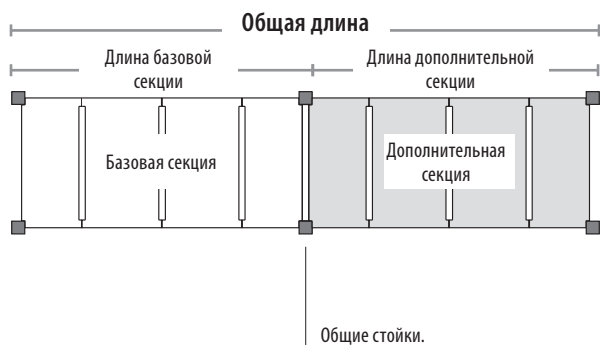 Общая длина
Длина базовой
секции
Длина дополнительной
секции
Базовая секция
Дополнительная
секция
Общие стойки.